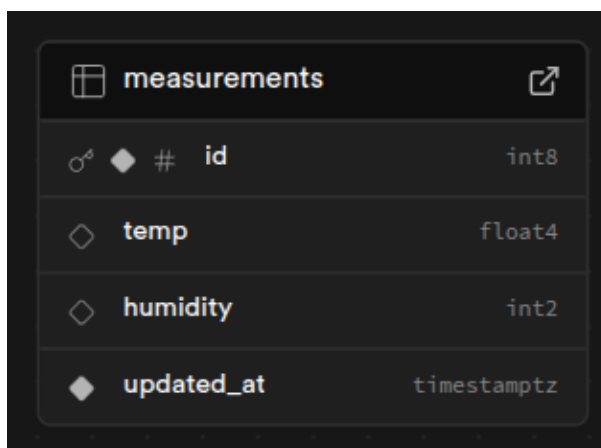 measurements
# id int8
temp float4
humidity int2
updated_at timestamptz